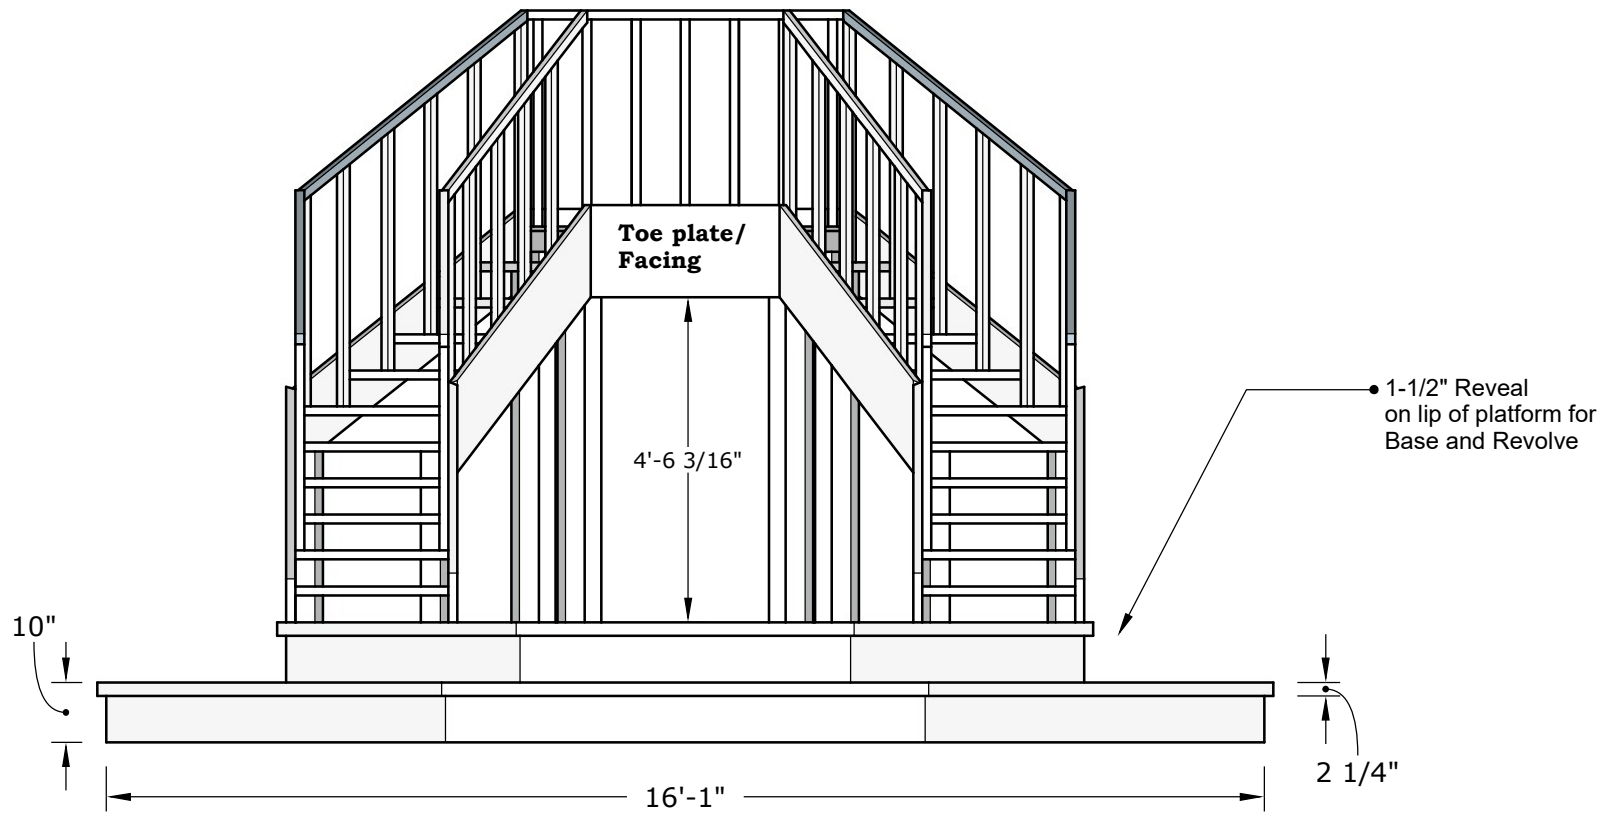 Toe plate/
Facing
1-1/2" Reveal
on lip of platform for
Base and Revolve
4'-6 3/16"
10"
2 1/4"
16'-1"